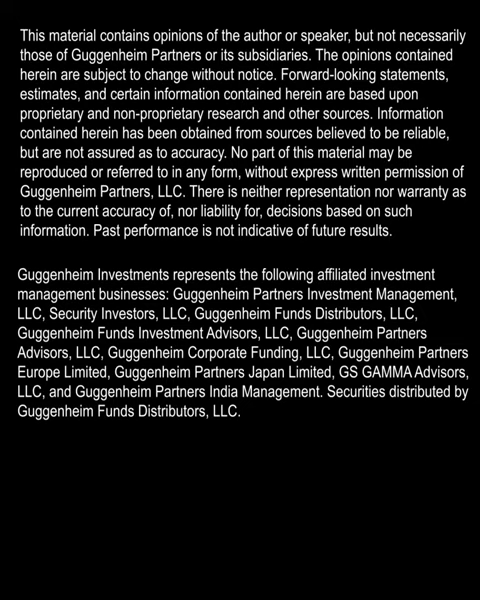 This material contains opinions of the author or speaker, but not necessarily
those of Guggenheim Partners or its subsidiaries. The opinions contained
herein are subject to change without notice. Forward-looking statements,
estimates, and certain information contained herein are based upon
proprietary and non-proprietary research and other sources. Information
contained herein has been obtained from sources believed to be reliable,
but are not assured as to accuracy. No part of this material may be
reproduced or referred to in any form, without express written permission of
Guggenheim Partners, LLC. There is neither representation nor warranty as
to the current accuracy of, nor liability for, decisions based on such
information. Past performance is not indicative of future results.
Guggenheim Investments represents the following affiliated investment
management businesses: Guggenheim Partners Investment Management,
LLC, Security Investors, LLC, Guggenheim Funds Distributors, LLC,
Guggenheim Funds Investment Advisors, LLC, Guggenheim Partners
Advisors, LLC, Guggenheim Corporate Funding, LLC, Guggenheim Partners
Europe Limited, Guggenheim Partners Japan Limited, GS GAMMA Advisors,
LLC, and Guggenheim Partners India Management. Securities distributed by
Guggenheim Funds Distributors, LLC.